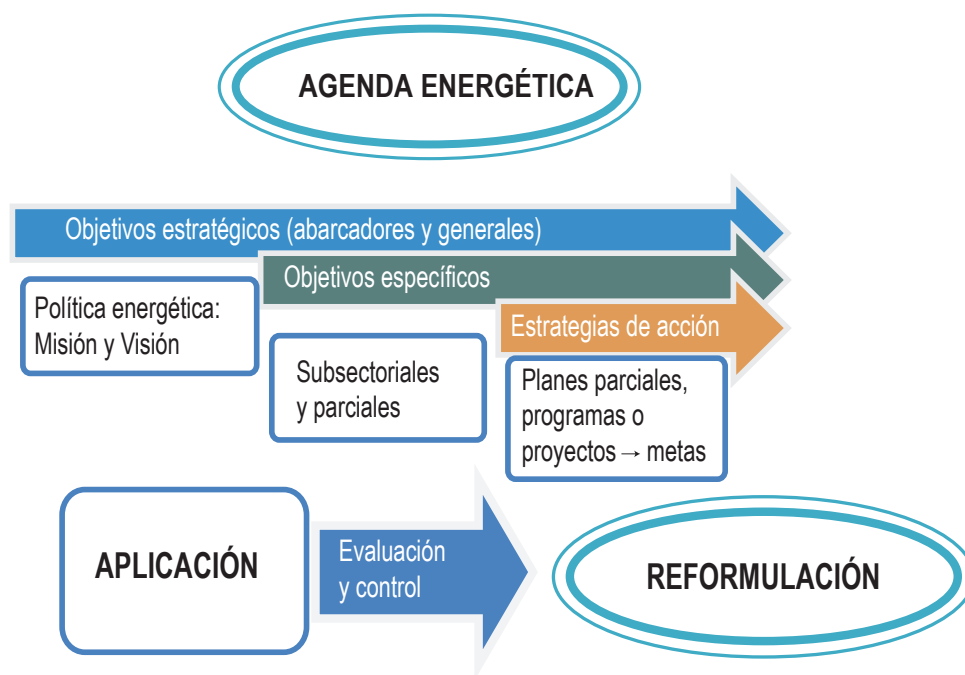 AGENDA ENERGÉTICA
Objetivos estratégicos (abarcadores y generales)
Objetivos específicos
Política energética:
Misión y Visión
Estrategias de acción
Subsectoriales
y parciales
Planes parciales,
programas o
proyectos → metas
APLICACIÓN
Evaluación
y control
REFORMULACIÓN